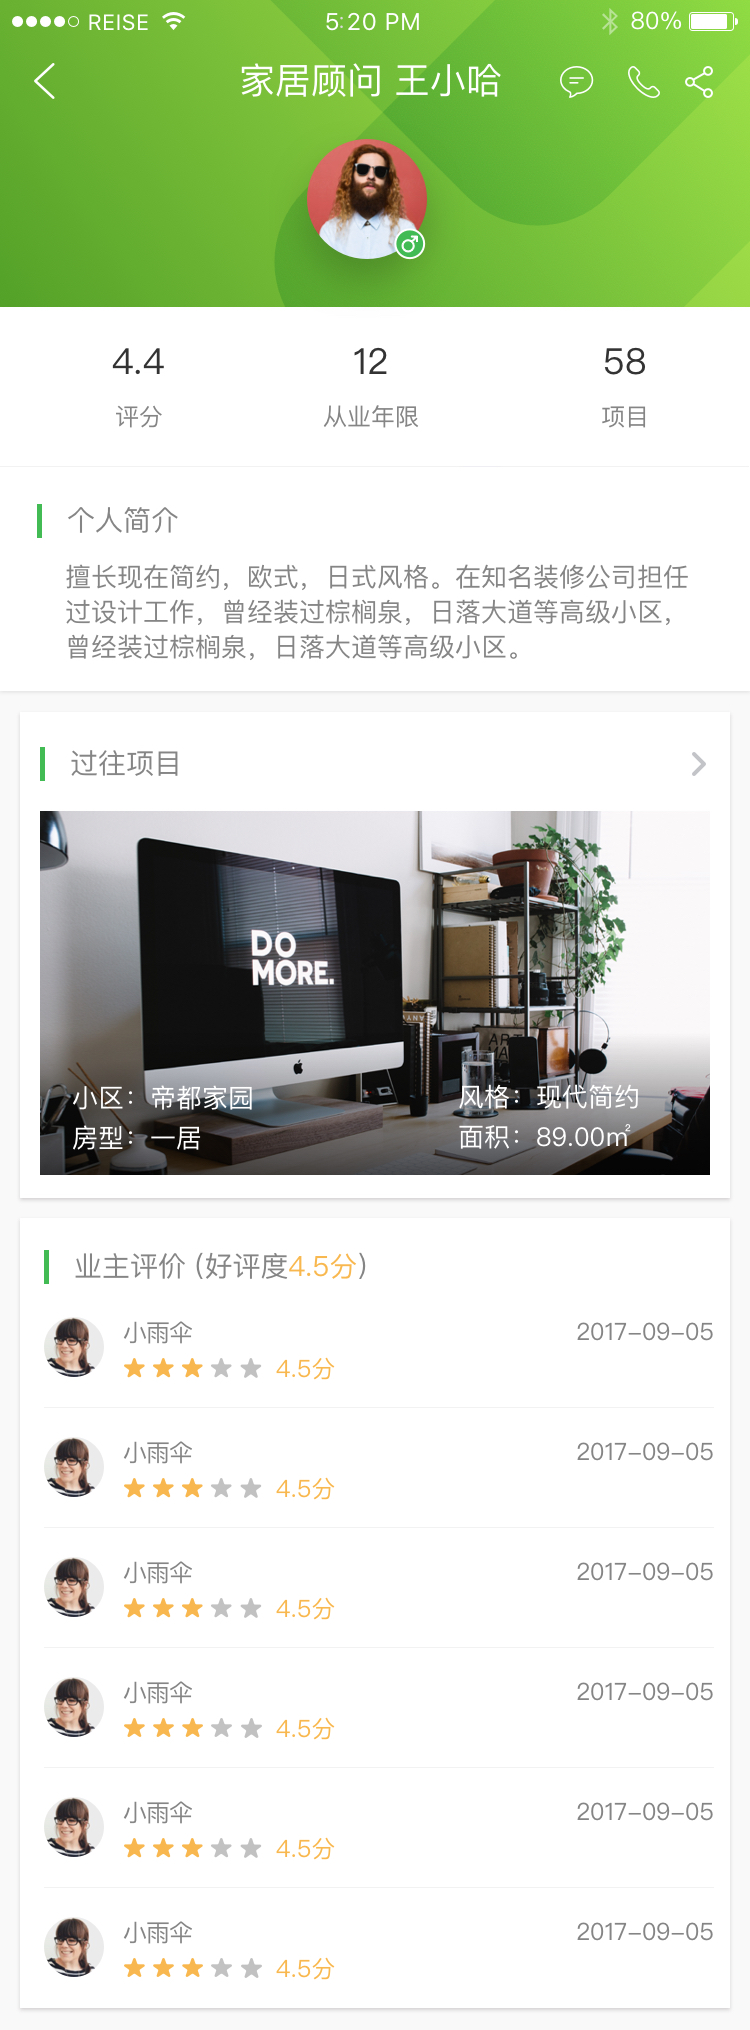 REISE 5:20 PM 80%
家居顾问 王小哈
4.4 12 58
评分 从业年限 项目
个人简介
擅长现在简约，欧式，日式风格。在知名装修公司担任
过设计工作，曾经装过棕榈泉，日落大道等高级小区，
曾经装过棕榈泉，日落大道等高级小区。
过往项目
DO
MORE.
小区：帝都家园 风格：现代简约
房型：一居 面积：89.00㎡
业主评价 (好评度4.5分)
小雨伞 2017-09-05
4.5分
小雨伞 2017-09-05
4.5分
小雨伞 2017-09-05
4.5分
小雨伞 2017-09-05
4.5分
小雨伞 2017-09-05
4.5分
小雨伞 2017-09-05
4.5分